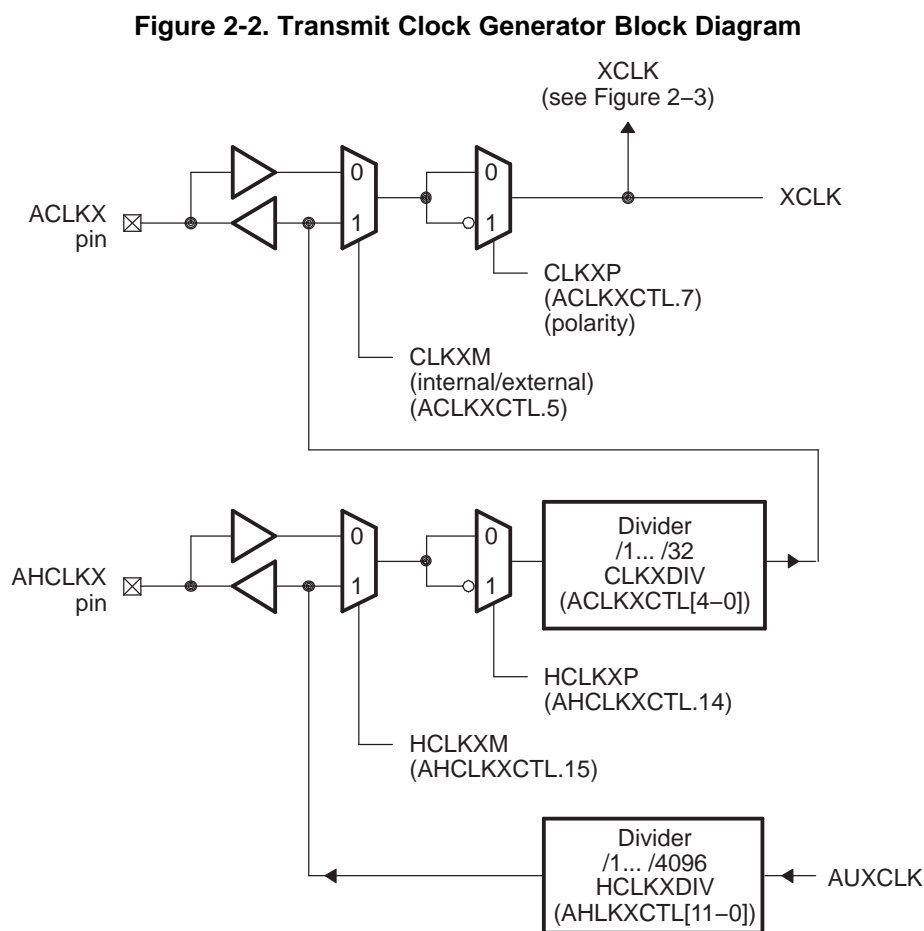 Figure 2-2. Transmit Clock Generator Block Diagram
XCLK
(see Figure 2−3)
0
1
0
1
ACLKX
pin
XCLK
CLKXP
(ACLKXCTL.7)
(polarity)
CLKXM
(internal/external)
(ACLKXCTL.5)
0
1
0
1
Divider
/1... /32
CLKXDIV
(ACLKXCTL[4−0])
AHCLKX
pin
HCLKXP
(AHCLKXCTL.14)
HCLKXM
(AHCLKXCTL.15)
Divider
/1... /4096
HCLKXDIV
(AHLKXCTL[11−0])
AUXCLK